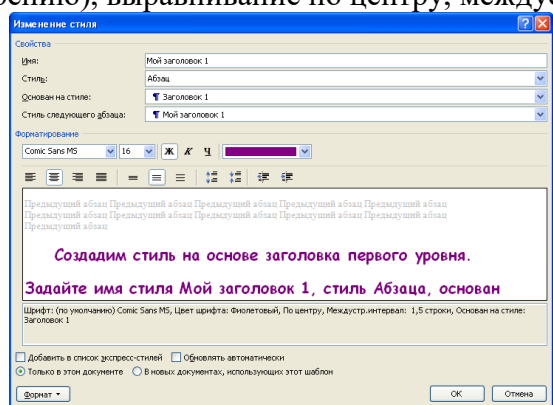 рению), выравнивание по центру, междус
Изменение стиля
Свойства
Имя: Мой заголовок 1
Стиль: Абзац
Основан на стиле: ¶ Заголовок 1
Стиль следующего абзаца: ¶ Мой заголовок 1
Форматирование
Comic Sans MS 16 Ж К Ч
Предыдущий абзац Предыдущий абзац Предыдущий абзац Предыдущий абзац Предыдущий абзац
Предыдущий абзац Предыдущий абзац Предыдущий абзац Предыдущий абзац Предыдущий абзац
Предыдущий абзац
Создадим стиль на основе заголовка первого уровня.
Задайте имя стиля Мой заголовок 1, стиль Абзаца, основан
Шрифт: (по умолчанию) Comic Sans MS, Цвет шрифта: Фиолетовый, По центру, Междустр.интервал: 1,5 строки, Основан на стиле:
Заголовок 1
Добавить в список экспресс-стилей Обновлять автоматически
Только в этом документе В новых документах, использующих этот шаблон
Формат ОК Отмена